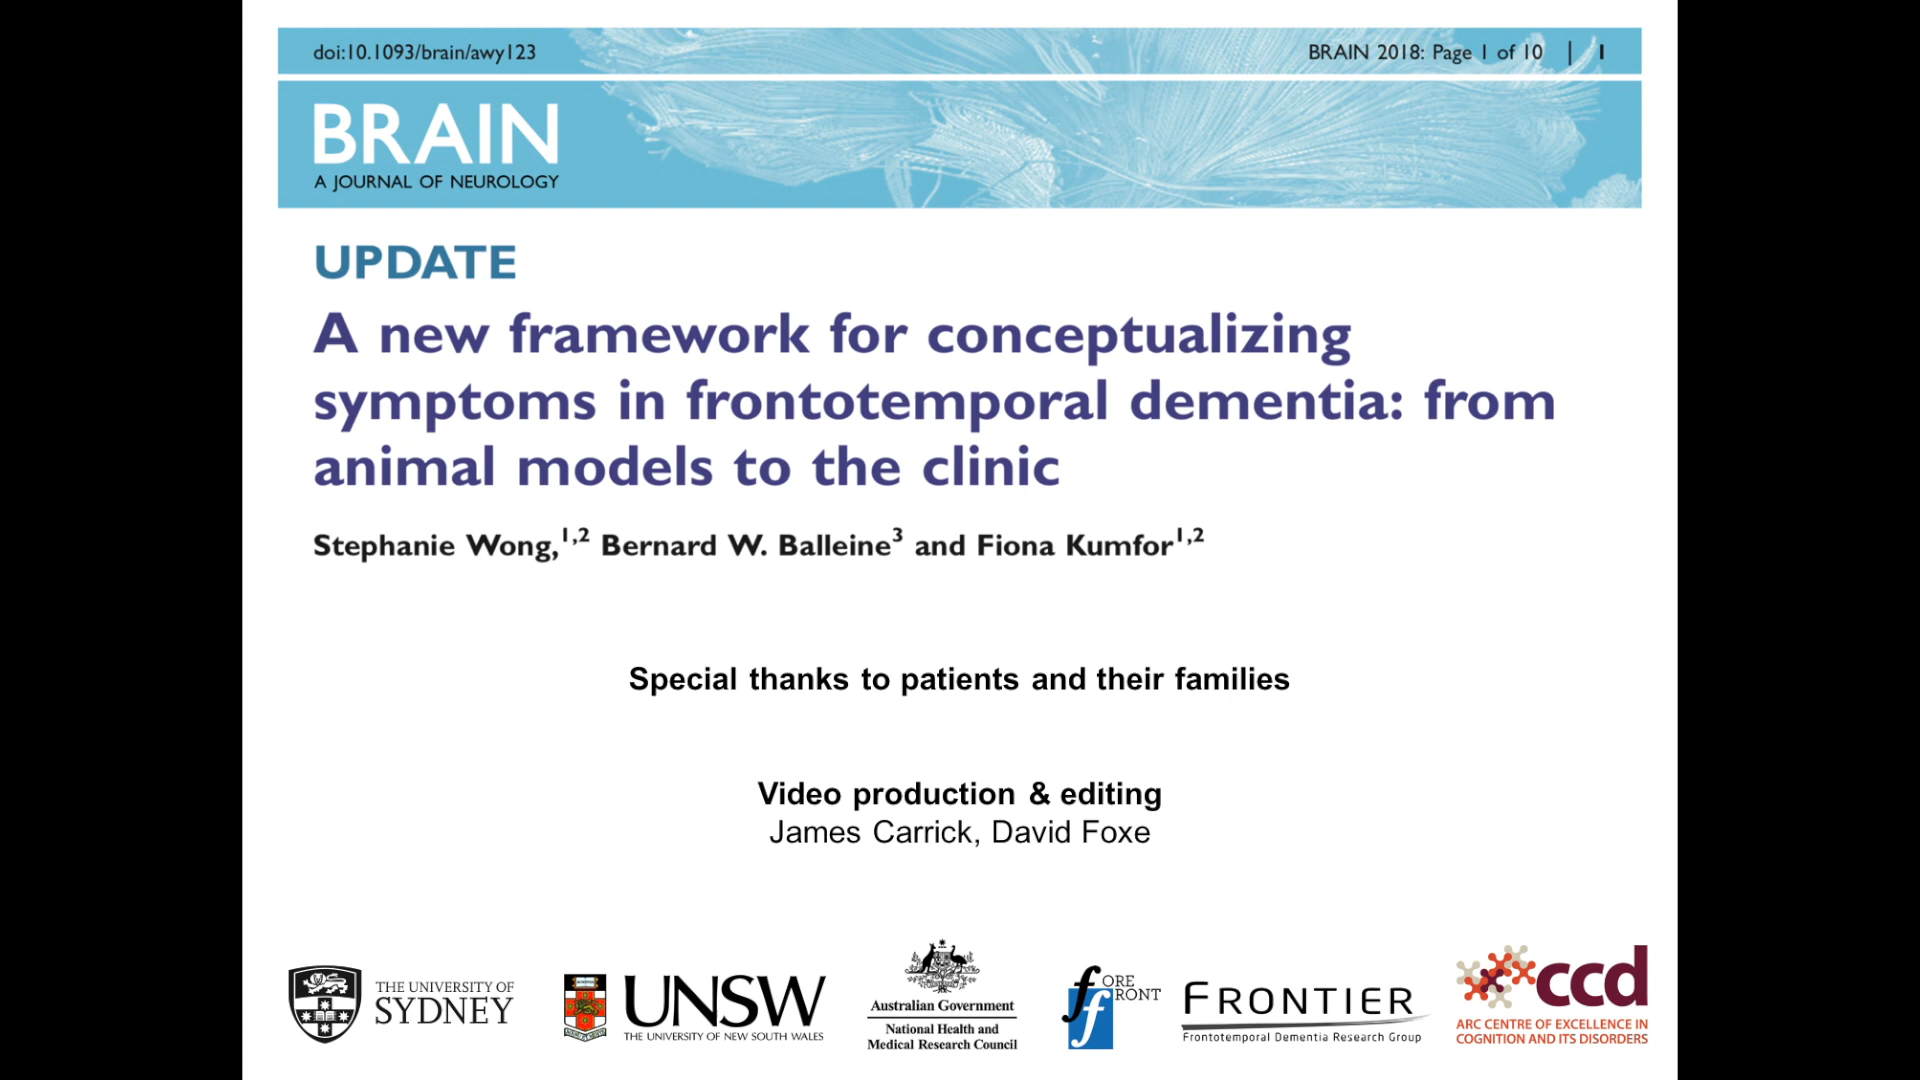 doi:10.1093/brain/awy123
BRAIN 2018: Page 1 of 10 | 1
BRAIN
A JOURNAL OF NEUROLOGY
UPDATE
A new framework for conceptualizing
symptoms in frontotemporal dementia: from
animal models to the clinic
Stephanie Wong,1,2 Bernard W. Balleine3 and Fiona Kumfor1,2
Special thanks to patients and their families
Video production & editing
James Carrick, David Foxe
THE UNIVERSITY OF
SYDNEY
UNSW
THE UNIVERSITY OF NEW SOUTH WALES
Australian Government
National Health and
Medical Research Council
FORE
FRONT
FRONTIER
Frontotemporal Dementia Research Group
ccd
ARC CENTRE OF EXCELLENCE IN
COGNITION AND ITS DISORDERS